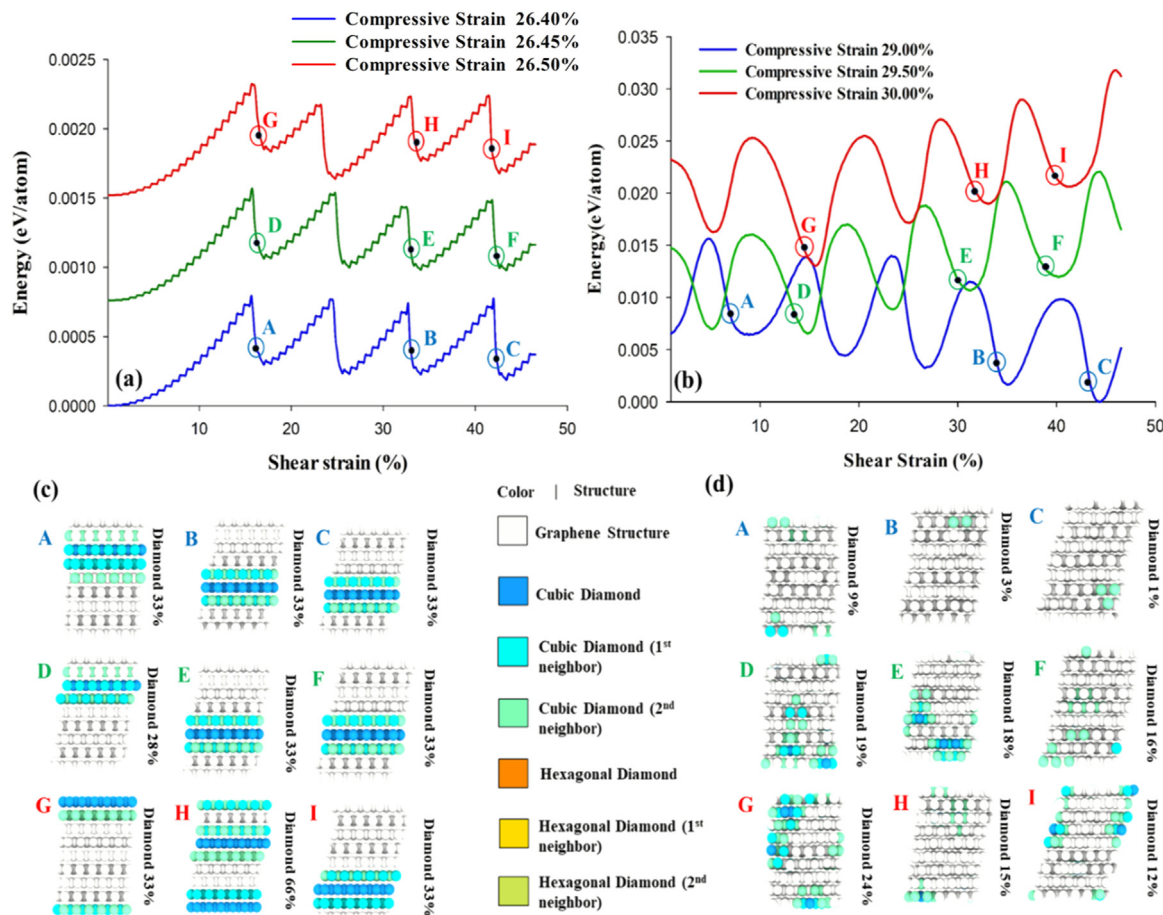 Compressive Strain 26.40%
Compressive Strain 26.45%
Compressive Strain 26.50%
Energy (eV/atom)
0.0025
0.0020
0.0015
0.0010
0.0005
0.0000
G
H
I
D
E
F
A
B
C
(a)
10
20
30
40
50
Shear strain (%)
Compressive Strain 29.00%
Compressive Strain 29.50%
Compressive Strain 30.00%
Energy(eV/atom)
0.035
0.030
0.025
0.020
0.015
0.010
0.005
0.000
G
H
I
D
E
F
A
B
C
(b)
10
20
30
40
50
Shear Strain (%)
(c)
A
Diamond 33%
B
Diamond 33%
C
Diamond 33%
D
Diamond 28%
E
Diamond 33%
F
Diamond 33%
G
Diamond 33%
H
Diamond 66%
I
Diamond 33%
Color | Structure
Graphene Structure
Cubic Diamond
Cubic Diamond (1st
neighbor)
Cubic Diamond (2nd
neighbor)
Hexagonal Diamond
Hexagonal Diamond (1st
neighbor)
Hexagonal Diamond (2nd
neighbor)
(d)
A
Diamond 9%
B
Diamond 3%
C
Diamond 1%
D
Diamond 19%
E
Diamond 18%
F
Diamond 16%
G
Diamond 24%
H
Diamond 15%
I
Diamond 12%